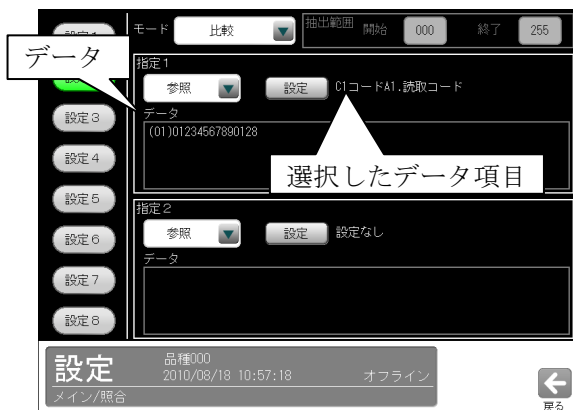 モード 比較 抽出範囲 開始 000 終了 255
データ
指定1
参照 設定 C1コードA1.読取コード
データ
(01)01234567890128
選択したデータ項目
設定3
設定4
設定5
設定6
設定7
設定8
指定2
参照 設定 設定なし
データ
設定
メイン/照合
品種000
2010/08/18 10:57:18 オフライン
戻る